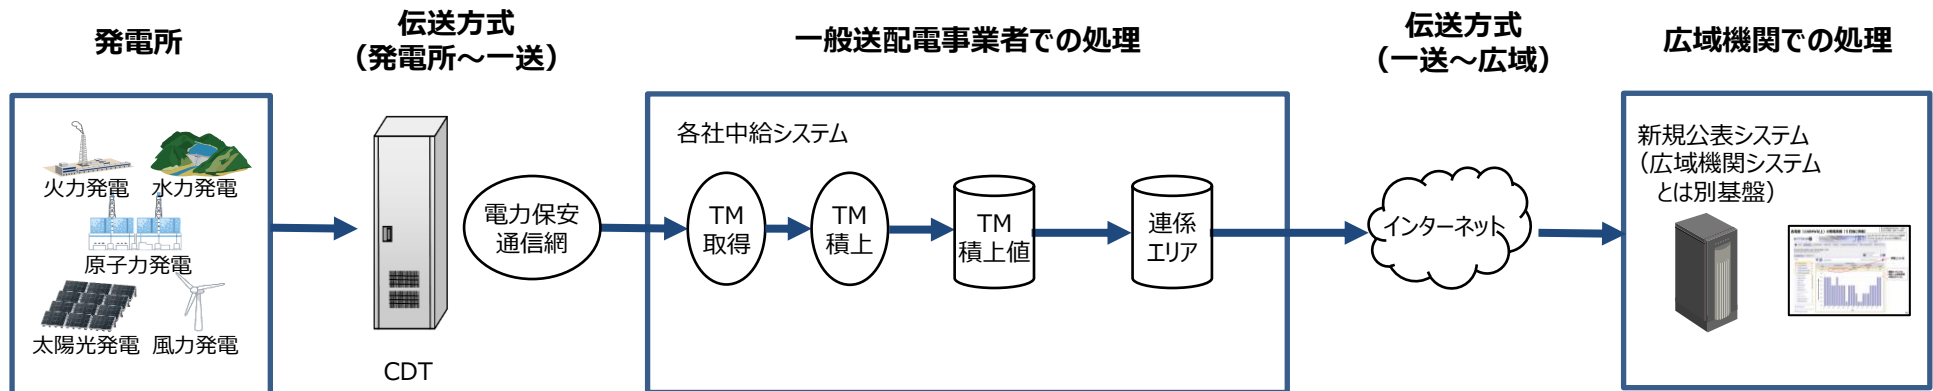 発電所
伝送方式
（発電所～一送）
一般送配電事業者での処理
伝送方式
（一送～広域）
広域機関での処理
火力発電
水力発電
原子力発電
太陽光発電
風力発電
CDT
電力保安
通信網
各社中給システム
TM
取得
TM
積上
TM
積上値
連係
エリア
インターネット
新規公表システム
（広域機関システム
とは別基盤）